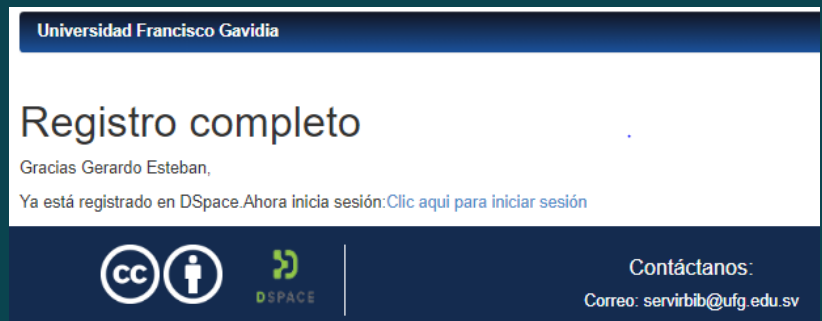 Universidad Francisco Gavidia
Registro completo
Gracias Gerardo Esteban,
Ya está registrado en DSpace.Ahora inicia sesión:Clic aqui para iniciar sesión
cc
DSPACE
Contáctanos:
Correo: servirbib@ufg.edu.sv